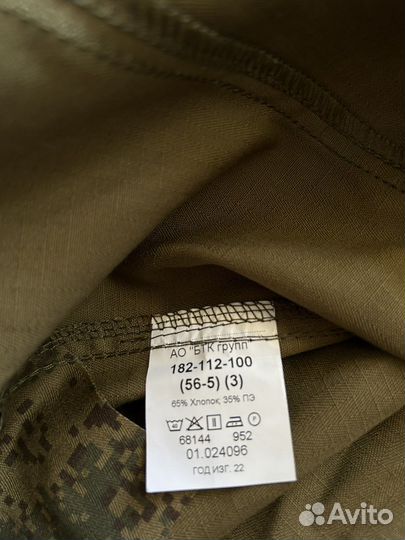 АО "БТК групп"
182-112-100
(56-5) (3)
65% Хлопок, 35% ПЭ
40 P
68144 952
01.024096
ГОД ИЗГ. 22
Avito